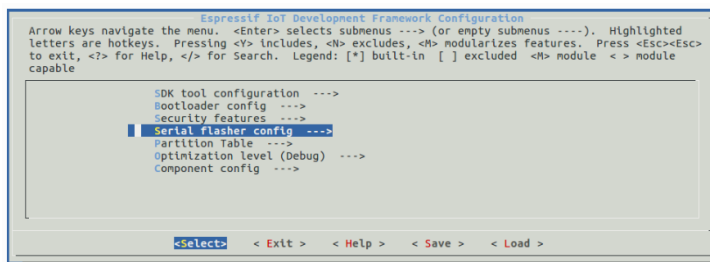 Espressif IoT Development Framework Configuration
Arrow keys navigate the menu. <Enter> selects submenus ---> (or empty submenus ----). Highlighted
letters are hotkeys. Pressing <Y> includes, <N> excludes, <M> modularizes features. Press <Esc><Esc>
to exit, <?> for Help, </> for Search. Legend: [*] built-in [ ] excluded <M> module < > module
capable
SDK tool configuration --->
Bootloader config --->
Security features --->
Serial flasher config --->
Partition Table --->
Optimization level (Debug) --->
Component config --->
<Select> < Exit > < Help > < Save > < Load >